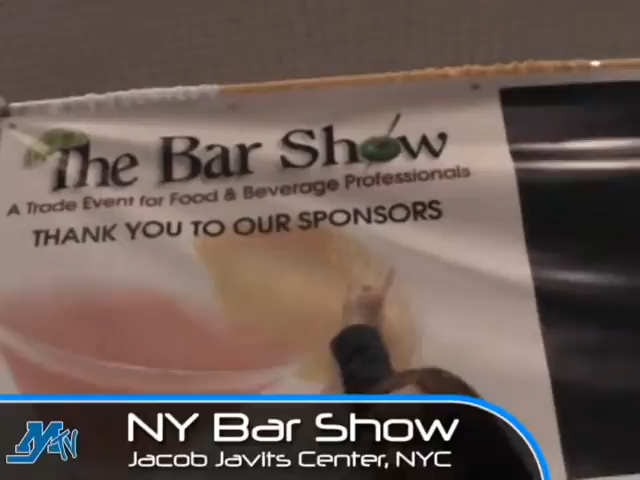 The Bar Show
A Trade Event for Food & Beverage Professionals
THANK YOU TO OUR SPONSORS
NY Bar Show
Jacob Javits Center, NYC